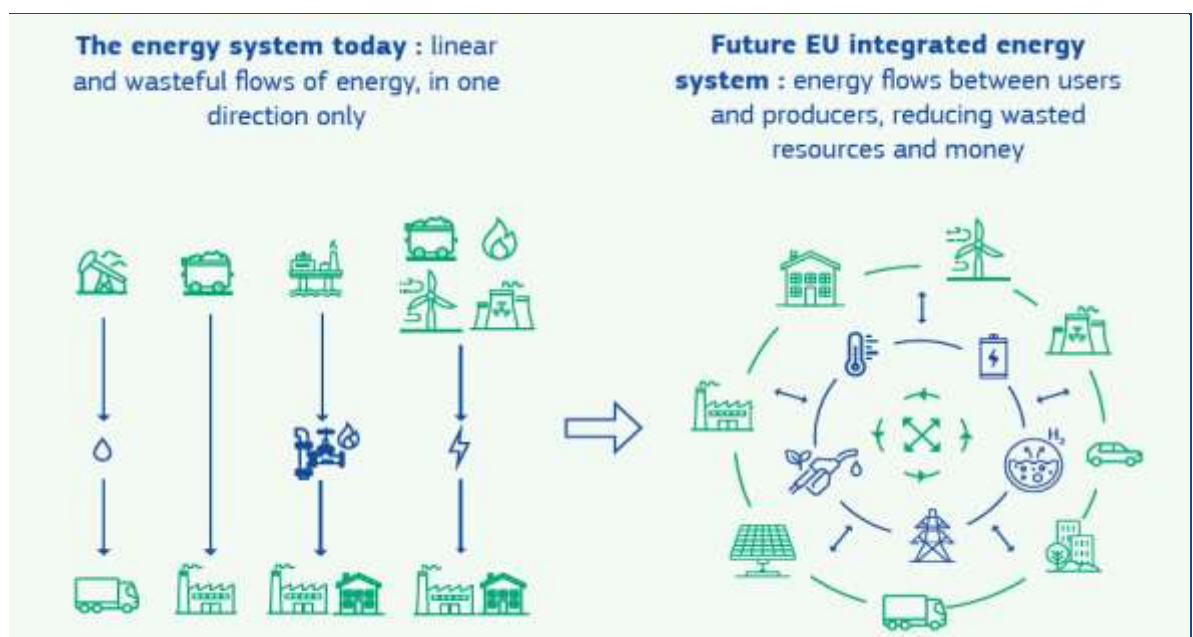 The energy system today : linear
and wasteful flows of energy, in one
direction only
Future EU integrated energy
system : energy flows between users
and producers, reducing wasted
resources and money
H₂